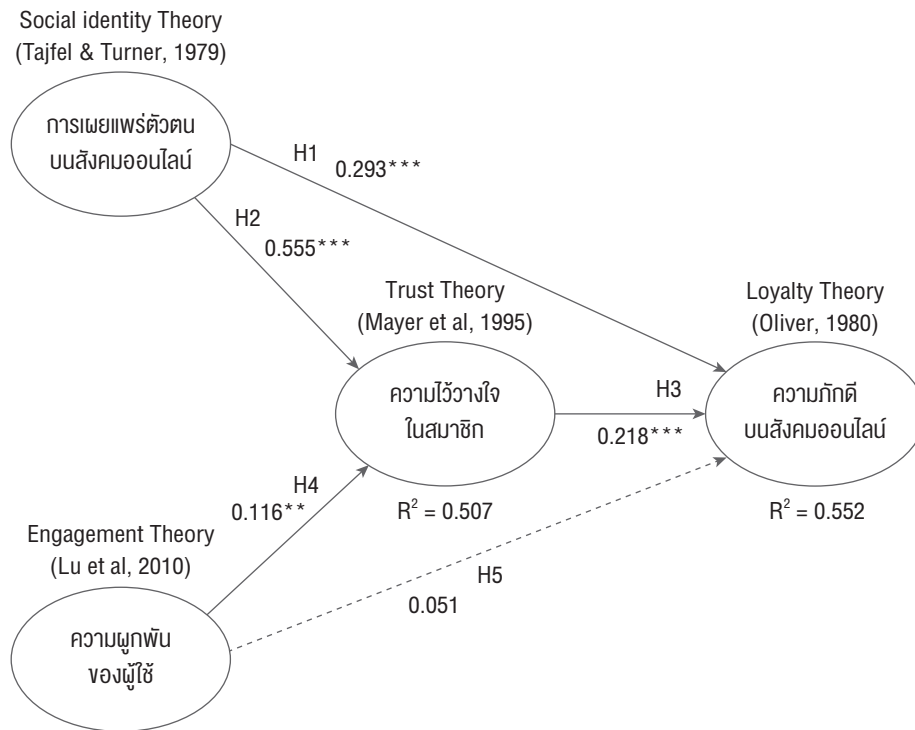 Social identity Theory
(Tajfel & Turner, 1979)
การเผยแพร่ตัวตน
บนสังคมออนไลน์
H1
0.293***
H2
0.555***
Trust Theory
(Mayer et al, 1995)
Loyalty Theory
(Oliver, 1980)
ความไว้วางใจ
ในสมาชิก
H3
0.218***
ความภักดี
บนสังคมออนไลน์
H4
0.116**
R² = 0.507
R² = 0.552
Engagement Theory
(Lu et al, 2010)
H5
0.051
ความผูกพัน
ของผู้ใช้